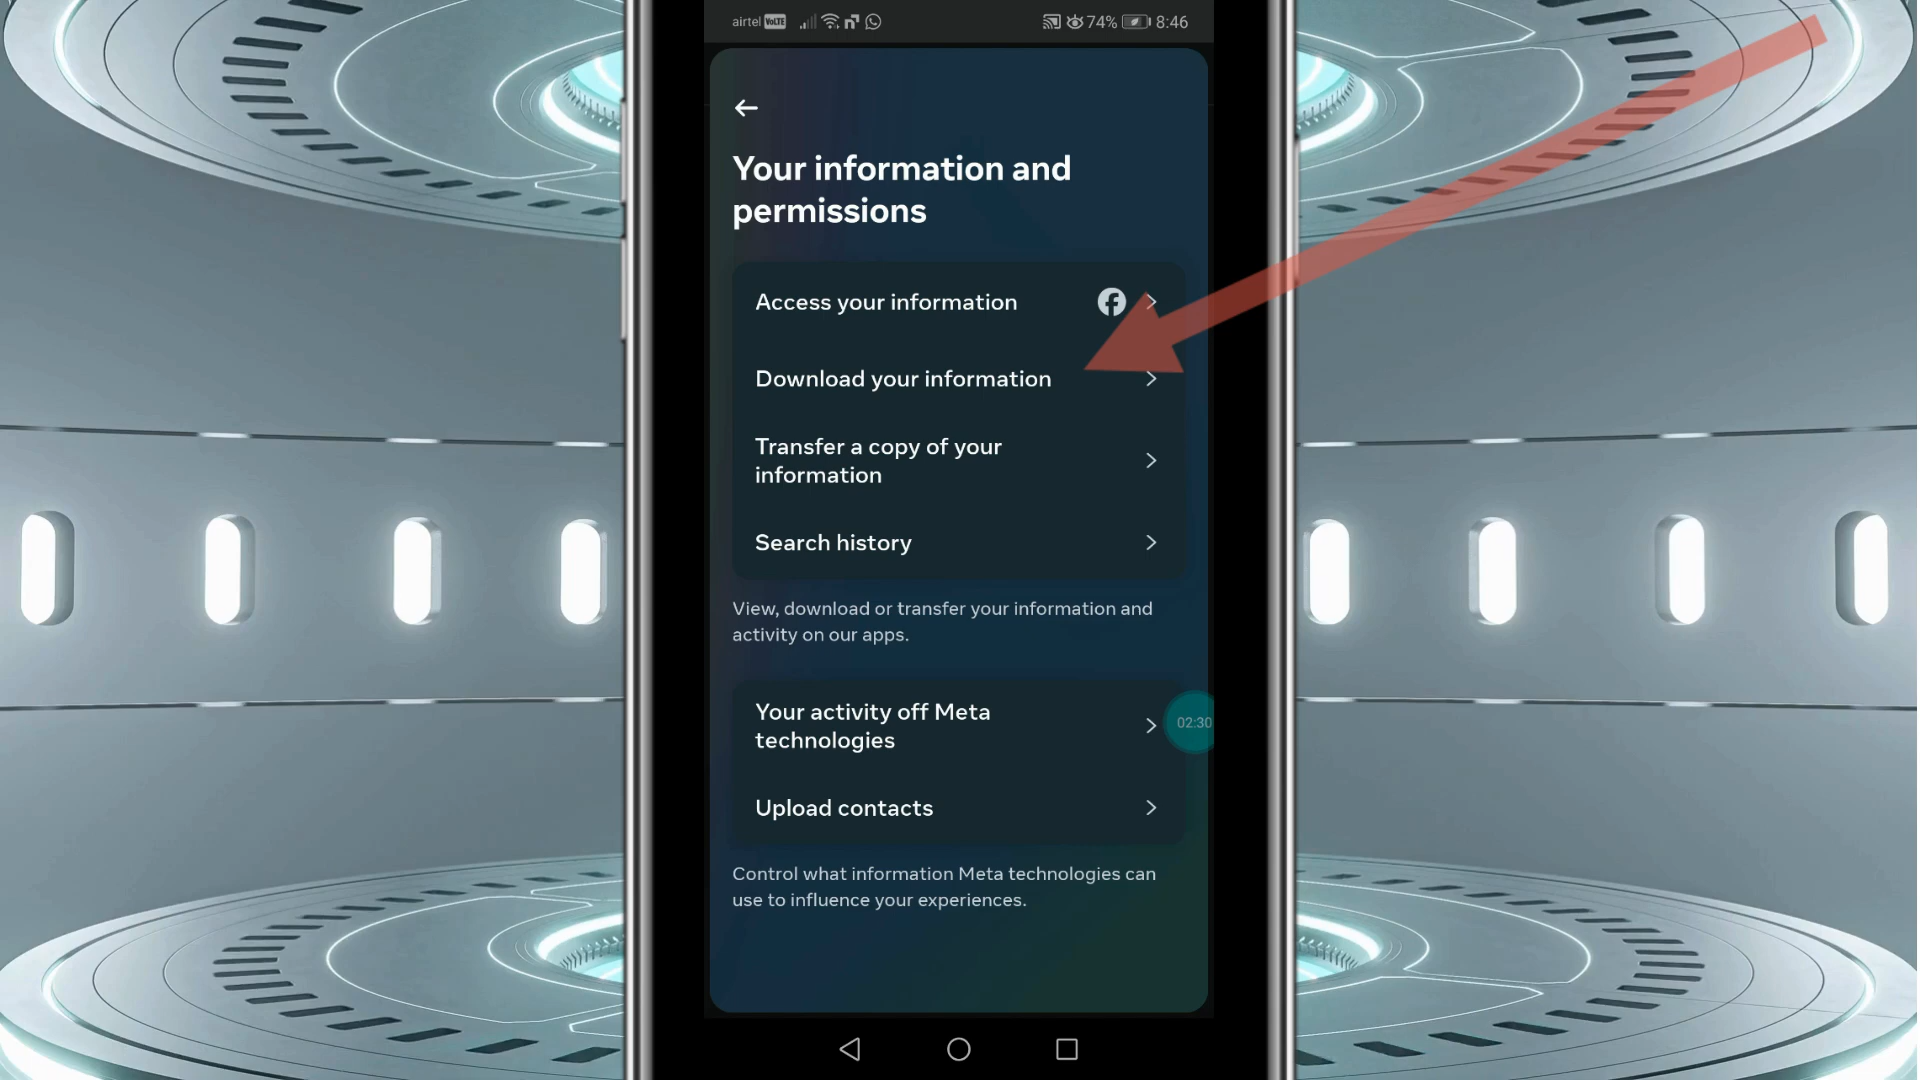 airtel VoLTE 74% 8:46
Your information and
permissions
Access your information
Download your information
Transfer a copy of your
information
Search history
View, download or transfer your information and
activity on our apps.
Your activity off Meta
technologies
02:30
Upload contacts
Control what information Meta technologies can
use to influence your experiences.